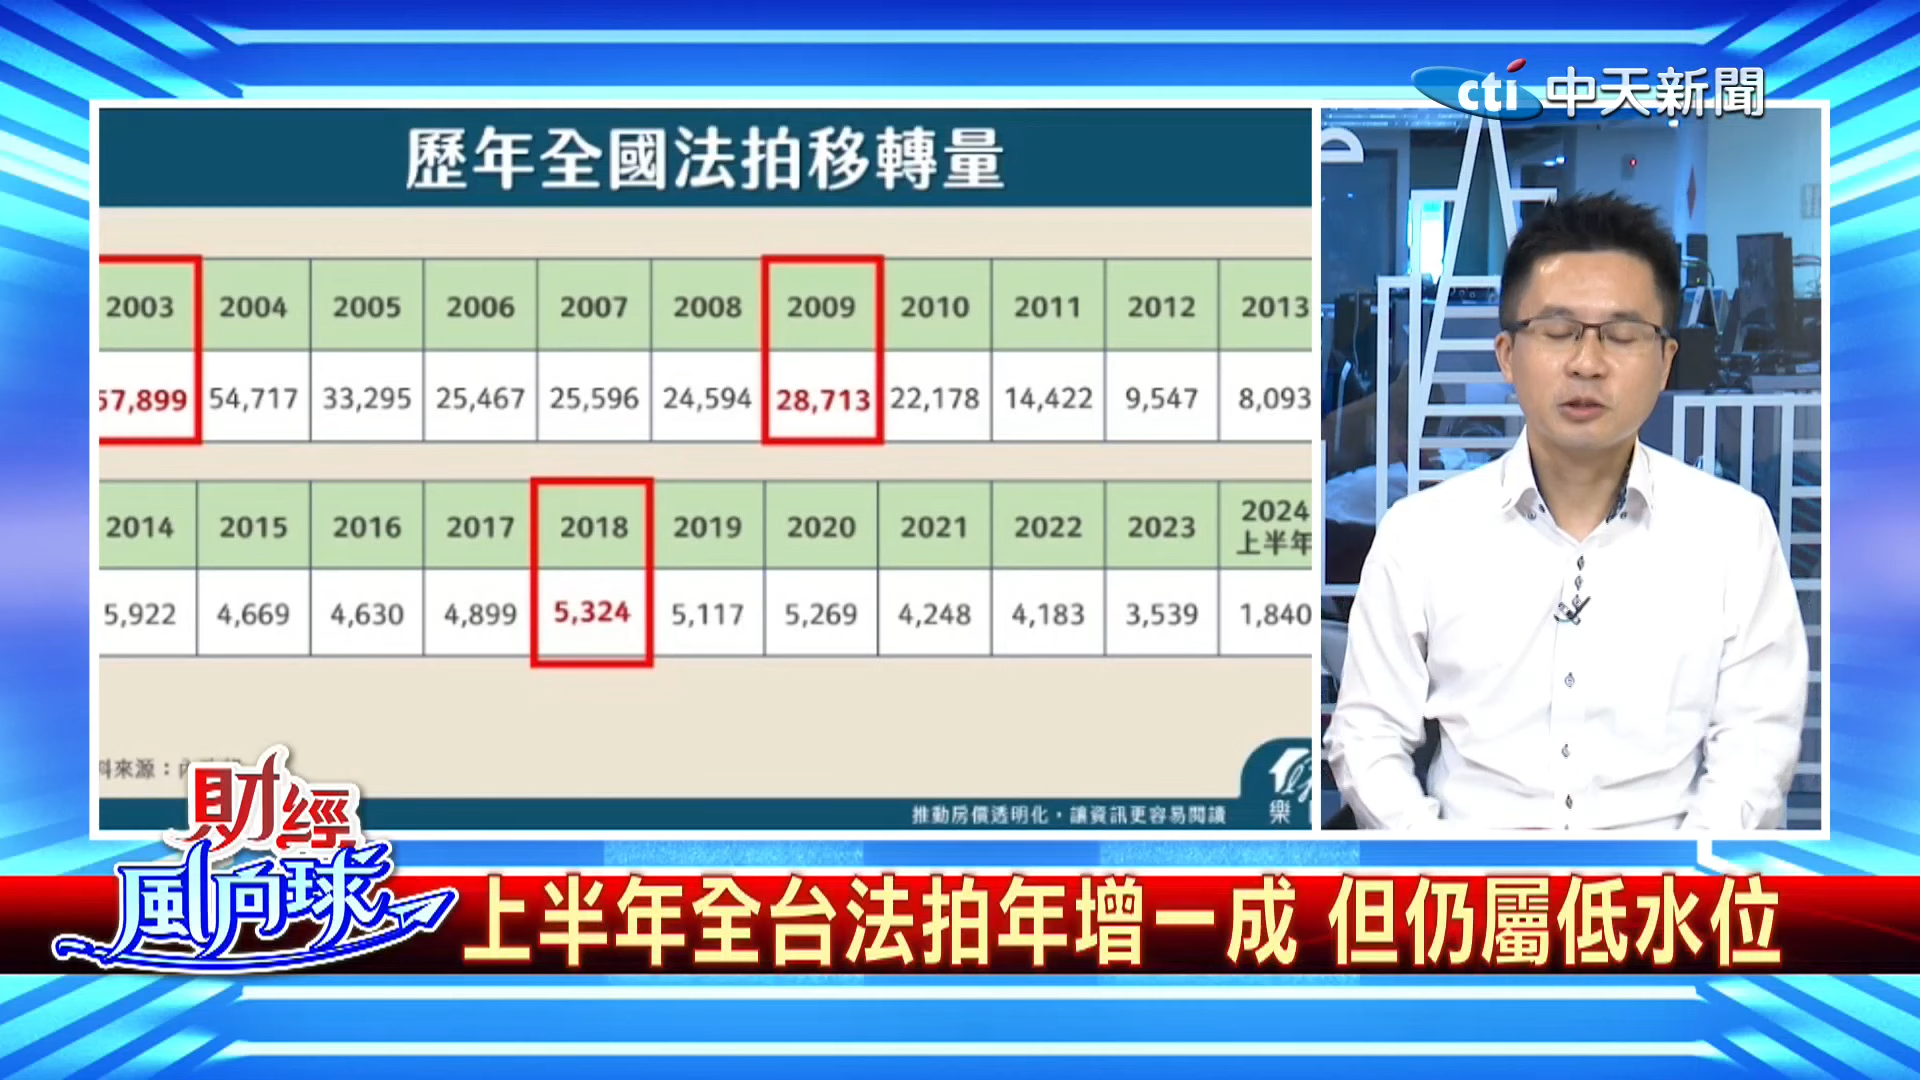 cti 中天新聞
歷年全國法拍移轉量
2003 2004 2005 2006 2007 2008 2009 2010 2011 2012 2013
57,899 54,717 33,295 25,467 25,596 24,594 28,713 22,178 14,422 9,547 8,093
2014 2015 2016 2017 2018 2019 2020 2021 2022 2023 2024
上半年
5,922 4,669 4,630 4,899 5,324 5,117 5,269 4,248 4,183 3,539 1,840
料來源：內
推動房價透明化，讓資訊更容易閱讀
樂
財經
風向球
上半年全台法拍年增一成 但仍屬低水位